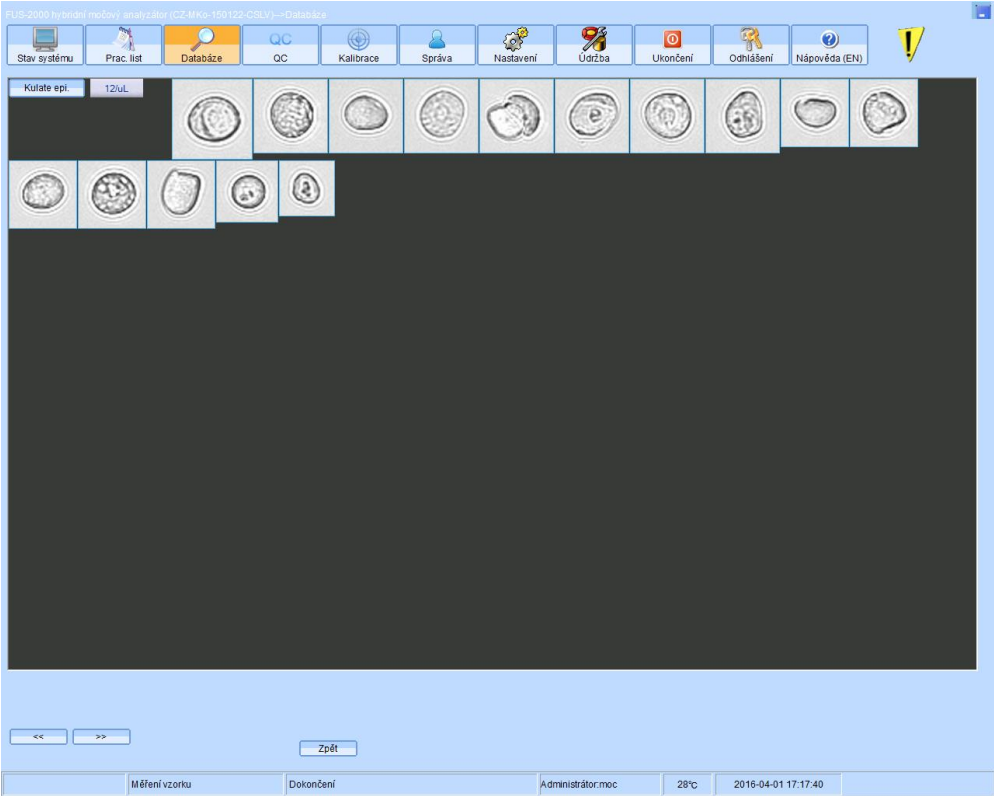 FUS-2000 hybridní močový analyzátor (CZ-MKo-150122-CSLV)-->Databáze
Stav systému Prac. list Databáze QC QC Kalibrace Správa Nastavení Údržba Ukončení Odhlášení Nápověda (EN)
Kulate epi. 12/uL
<< >>
Zpět
Měření vzorku Dokončení Administrátor:moc 28°C 2016-04-01 17:17:40